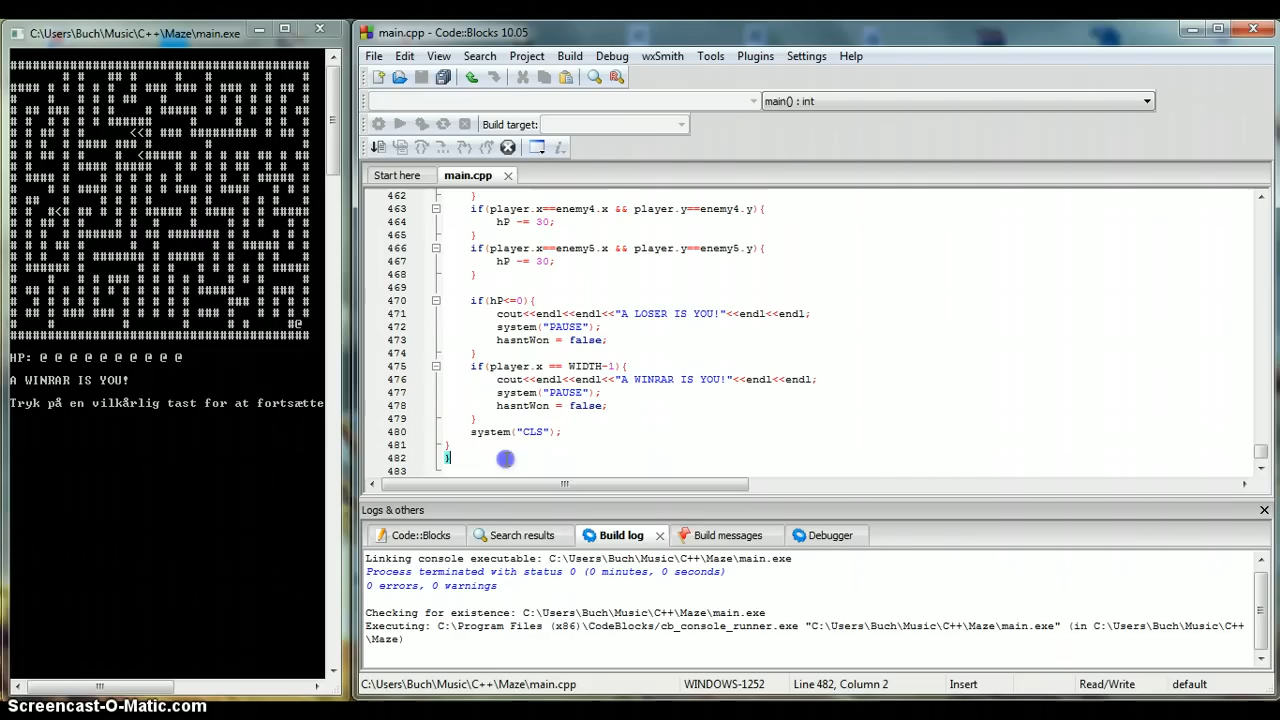 C:\Users\Buch\Music\C++\Maze\main.exe
HP: @ @ @ @ @ @ @ @ @ @
A WINRAR IS YOU!
Tryk på en vilkårlig tast for at fortsætte
main.cpp - Code::Blocks 10.05
File Edit View Search Project Build Debug wxSmith Tools Plugins Settings Help
main() : int
Build target:
Start here main.cpp
462 }
463 if(player.x==enemy4.x && player.y==enemy4.y){
464 hP -= 30;
465 }
466 if(player.x==enemy5.x && player.y==enemy5.y){
467 hP -= 30;
468 }
469
470 if(hP<=0){
471 cout<<endl<<endl<<"A LOSER IS YOU!"<<endl<<endl;
472 system("PAUSE");
473 hasntWon = false;
474 }
475 if(player.x == WIDTH-1){
476 cout<<endl<<endl<<"A WINRAR IS YOU!"<<endl<<endl;
477 system("PAUSE");
478 hasntWon = false;
479 }
480 system("CLS");
481 }
482 }
483
Logs & others
Code::Blocks Search results Build log Build messages Debugger
Linking console executable: C:\Users\Buch\Music\C++\Maze\main.exe
Process terminated with status 0 (0 minutes, 0 seconds)
0 errors, 0 warnings
Checking for existence: C:\Users\Buch\Music\C++\Maze\main.exe
Executing: C:\Program Files (x86)\CodeBlocks/cb_console_runner.exe "C:\Users\Buch\Music\C++\Maze\main.exe" (in C:\Users\Buch\Music\C++
\Maze)
C:\Users\Buch\Music\C++\Maze\main.cpp WINDOWS-1252 Line 482, Column 2 Insert Read/Write default
Screencast-O-Matic.com